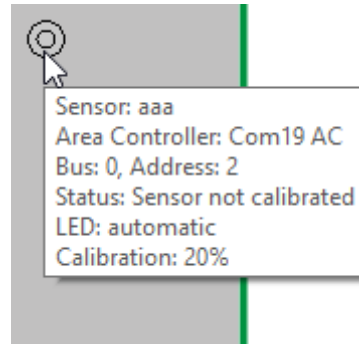 Sensor: aaa
Area Controller: Com19 AC
Bus: 0, Address: 2
Status: Sensor not calibrated
LED: automatic
Calibration: 20%